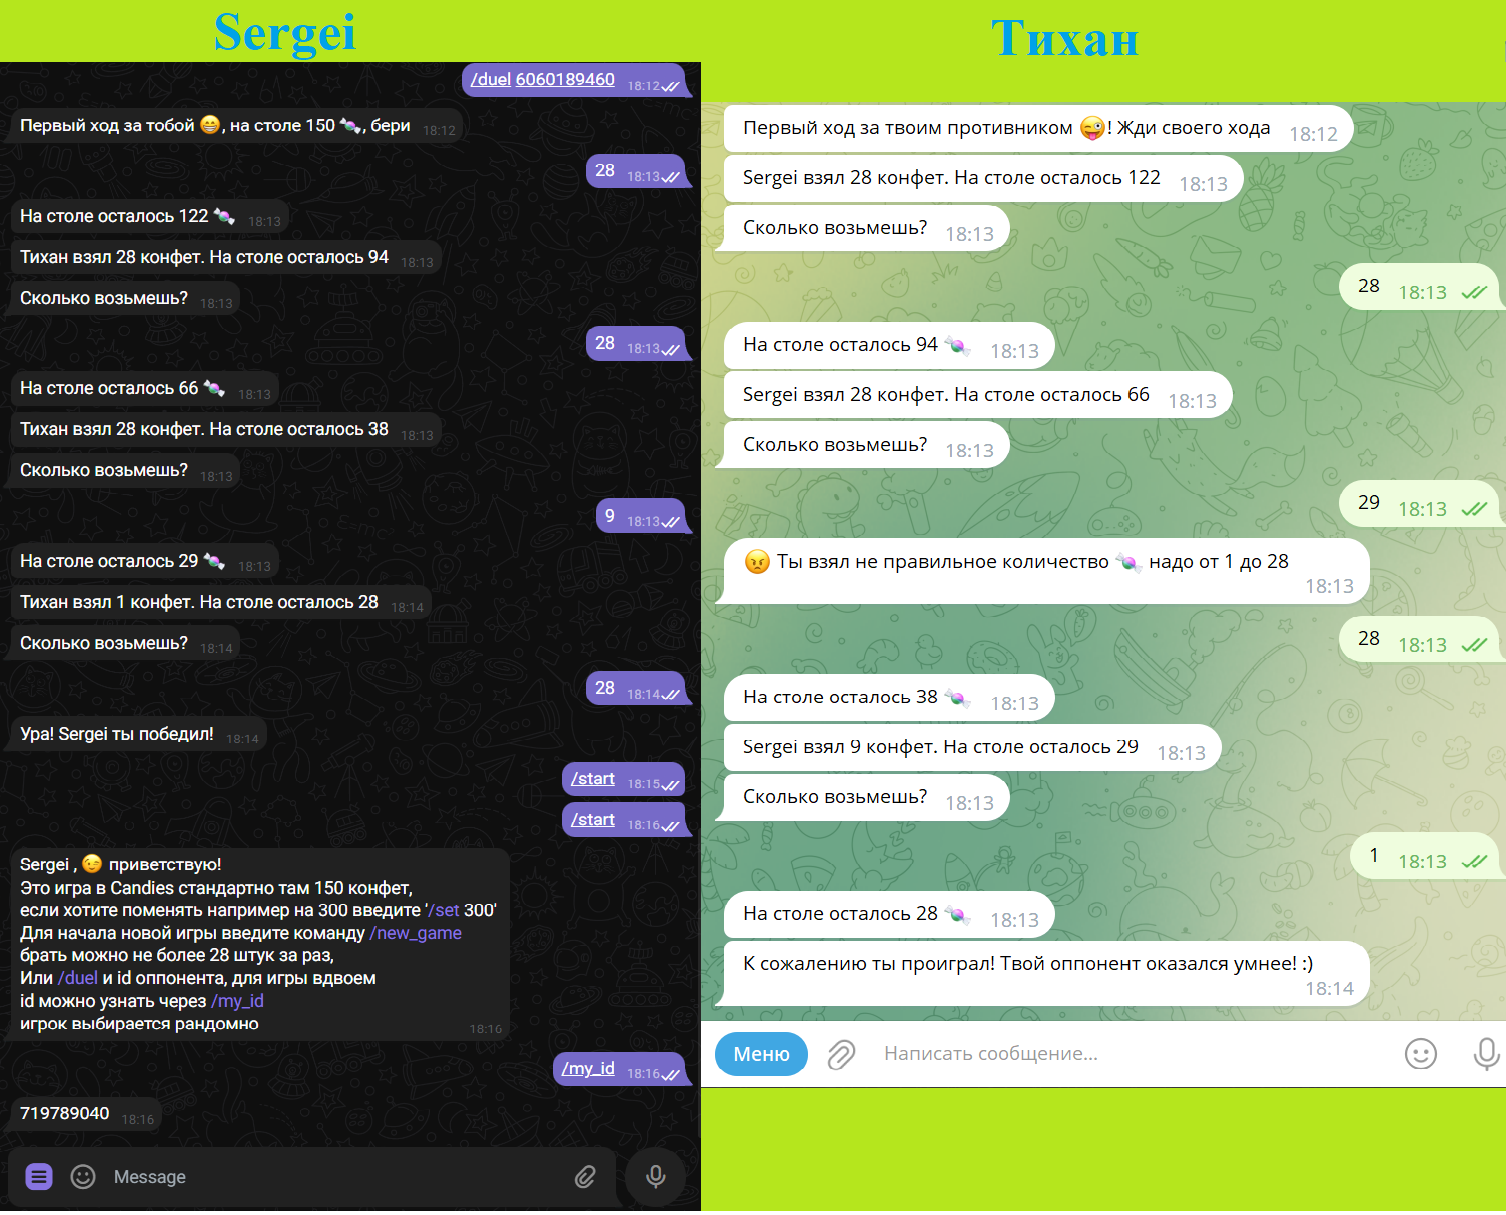 Sergei
/duel 6060189460 18:12
Первый ход за тобой 😁, на столе 150 🍬, бери 18:12
28 18:13
На столе осталось 122 🍬 18:13
Тихан взял 28 конфет. На столе осталось 94 18:13
Сколько возьмешь? 18:13
28 18:13
На столе осталось 66 🍬 18:13
Тихан взял 28 конфет. На столе осталось 38 18:13
Сколько возьмешь? 18:13
9 18:13
На столе осталось 29 🍬 18:13
Тихан взял 1 конфет. На столе осталось 28 18:14
Сколько возьмешь? 18:14
28 18:14
Ура! Sergei ты победил! 18:14
/start 18:15
/start 18:16
Sergei , 😉 приветствую!
Это игра в Candies стандартно там 150 конфет,
если хотите поменять например на 300 введите '/set 300'
Для начала новой игры введите команду /new_game
брать можно не более 28 штук за раз,
Или /duel и id оппонента, для игры вдвоем
id можно узнать через /my_id
игрок выбирается рандомно 18:16
/my_id 18:16
719789040 18:16
Message
Тихан
Первый ход за твоим противником 😜! Жди своего хода 18:12
Sergei взял 28 конфет. На столе осталось 122 18:13
Сколько возьмешь? 18:13
28 18:13
На столе осталось 94 🍬 18:13
Sergei взял 28 конфет. На столе осталось 66 18:13
Сколько возьмешь? 18:13
29 18:13
😠 Ты взял не правильное количество 🍬 надо от 1 до 28
18:13
28 18:13
На столе осталось 38 🍬 18:13
Sergei взял 9 конфет. На столе осталось 29 18:13
Сколько возьмешь? 18:13
1 18:13
На столе осталось 28 🍬 18:13
К сожалению ты проиграл! Твой оппонент оказался умнее! :)
18:14
Меню
Написать сообщение...